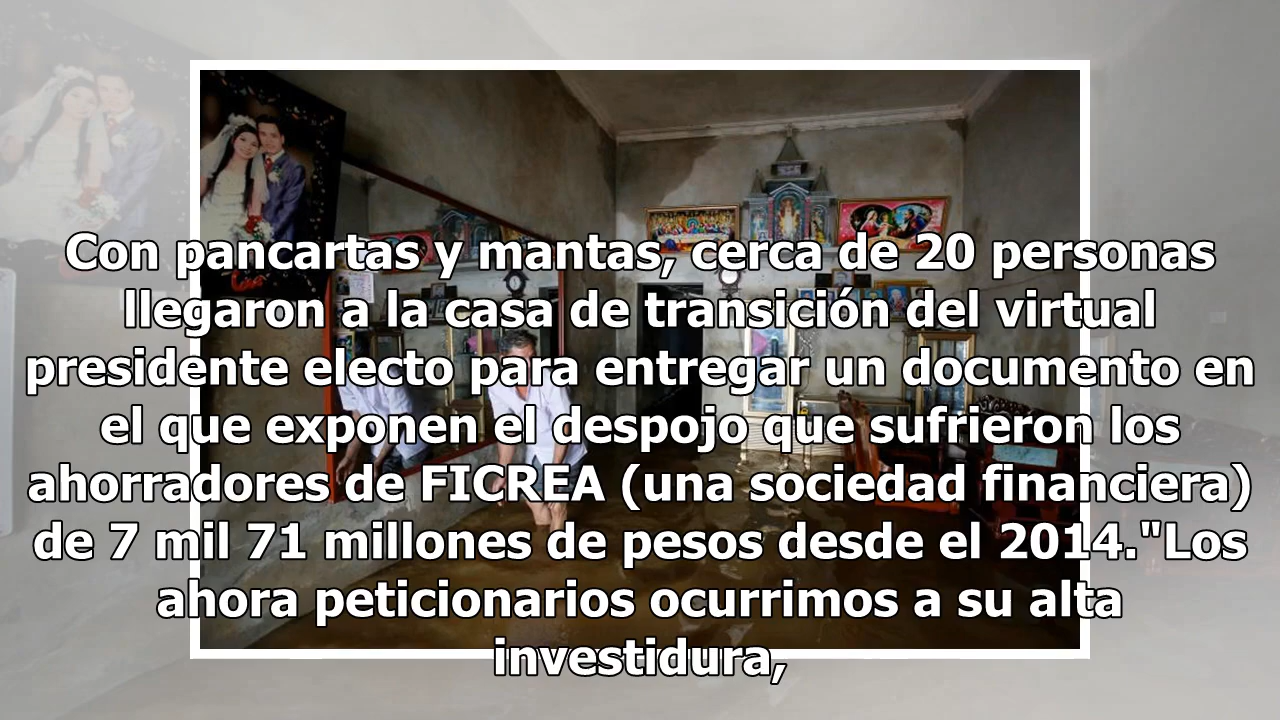 Con pancartas y mantas, cerca de 20 personas
llegaron a la casa de transición del virtual
presidente electo para entregar un documento en
el que exponen el despojo que sufrieron los
ahorradores de FICREA (una sociedad financiera)
de 7 mil 71 millones de pesos desde el 2014."Los
ahora peticionarios ocurrimos a su alta
investidura,